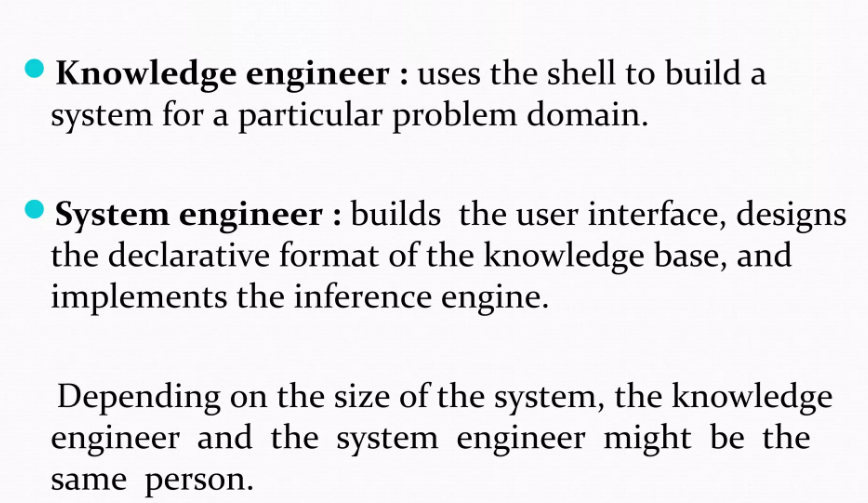 Knowledge engineer : uses the shell to build a
system for a particular problem domain.
System engineer : builds the user interface, designs
the declarative format of the knowledge base, and
implements the inference engine.
Depending on the size of the system, the knowledge
engineer and the system engineer might be the
same person.